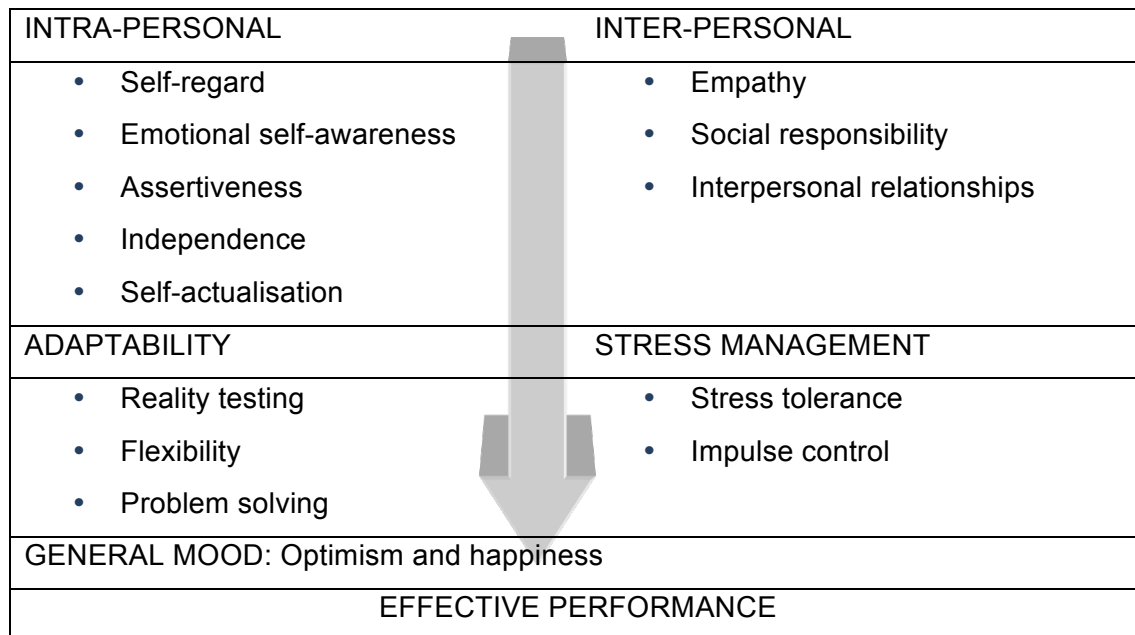 INTRA-PERSONAL
INTER-PERSONAL
• Self-regard
• Emotional self-awareness
• Assertiveness
• Independence
• Self-actualisation
• Empathy
• Social responsibility
• Interpersonal relationships
ADAPTABILITY
STRESS MANAGEMENT
• Reality testing
• Flexibility
• Problem solving
• Stress tolerance
• Impulse control
GENERAL MOOD: Optimism and happiness
EFFECTIVE PERFORMANCE